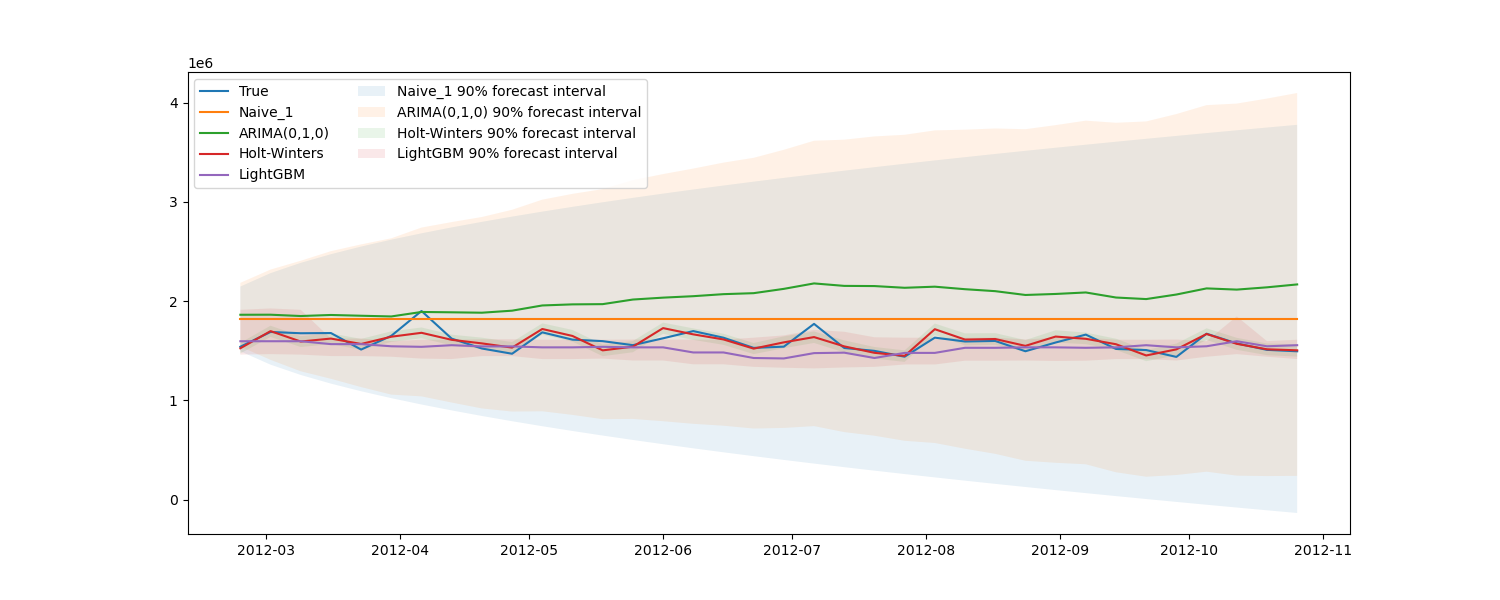 1e6
True
Naive_1
ARIMA(0,1,0)
Holt-Winters
LightGBM
Naive_1 90% forecast interval
ARIMA(0,1,0) 90% forecast interval
Holt-Winters 90% forecast interval
LightGBM 90% forecast interval
4
3
2
1
0
2012-03 2012-04 2012-05 2012-06 2012-07 2012-08 2012-09 2012-10 2012-11